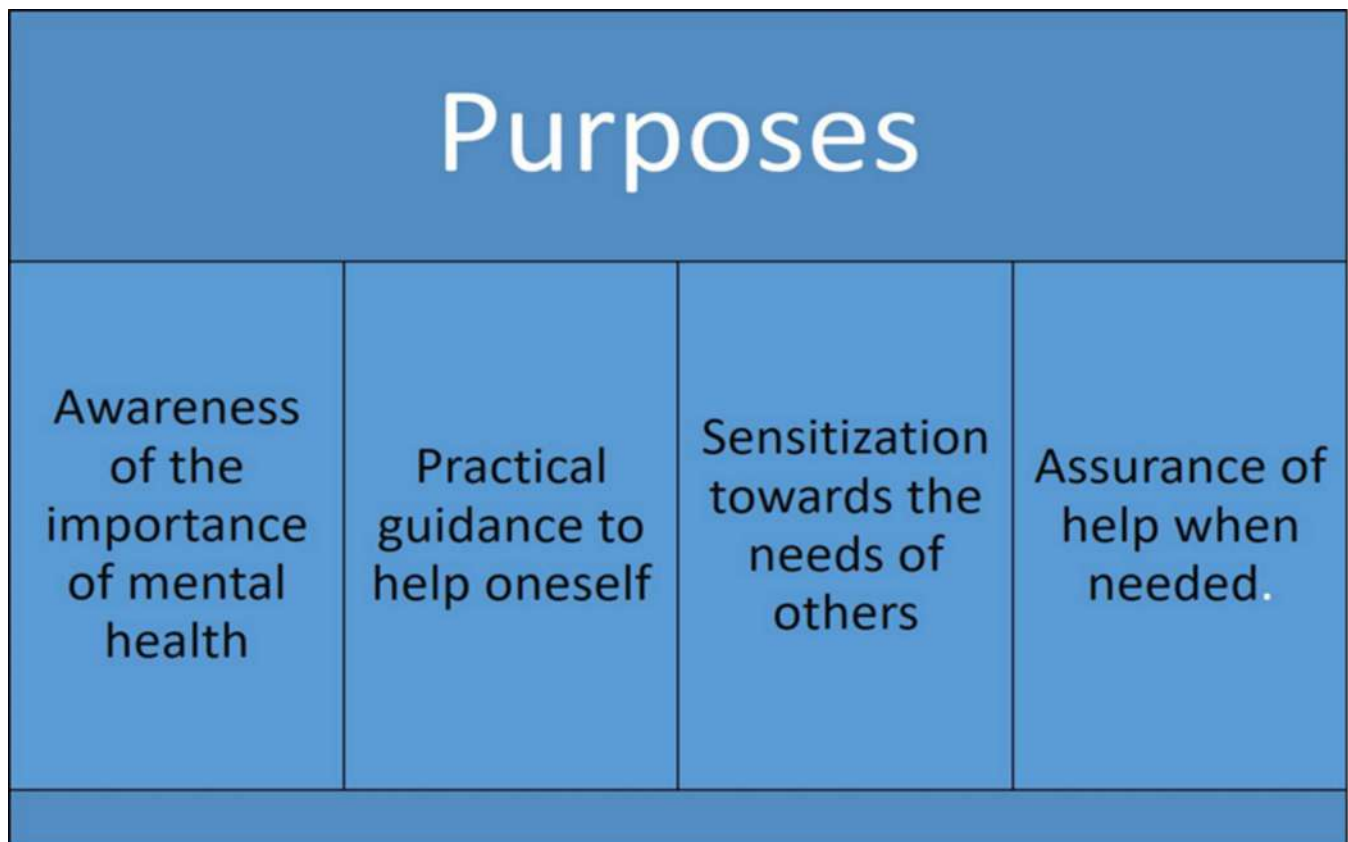 Purposes
Awareness
of the
importance
of mental
health
Practical
guidance to
help oneself
Sensitization
towards the
needs of
others
Assurance of
help when
needed.